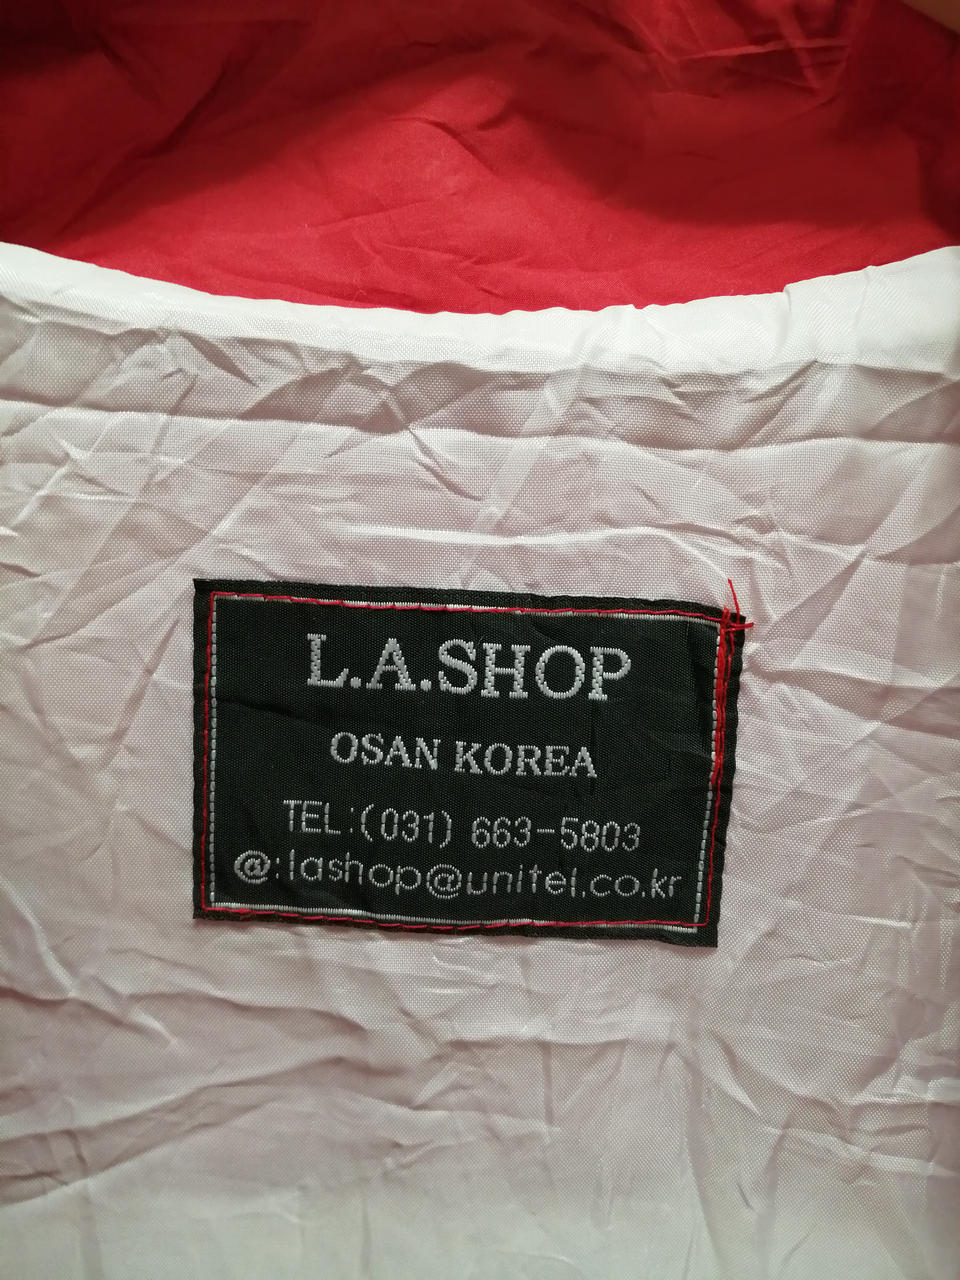 L.A.SHOP
OSAN KOREA
TEL:(031) 663-5803
@:lashop@unitel.co.kr